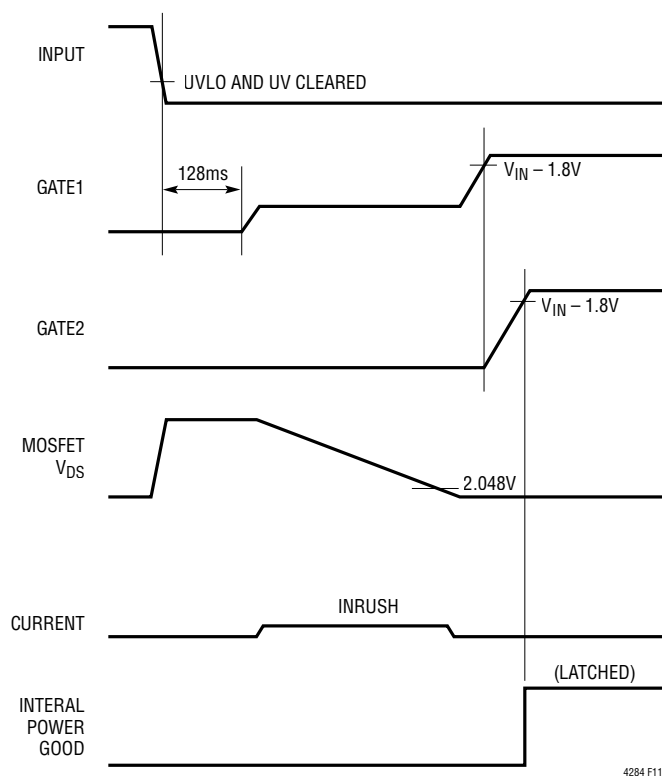 INPUT
UVLO AND UV CLEARED
128ms
GATE1
VIN – 1.8V
GATE2
VIN – 1.8V
MOSFET
VDS
2.048V
INRUSH
CURRENT
(LATCHED)
INTERAL
POWER
GOOD
4284 F11